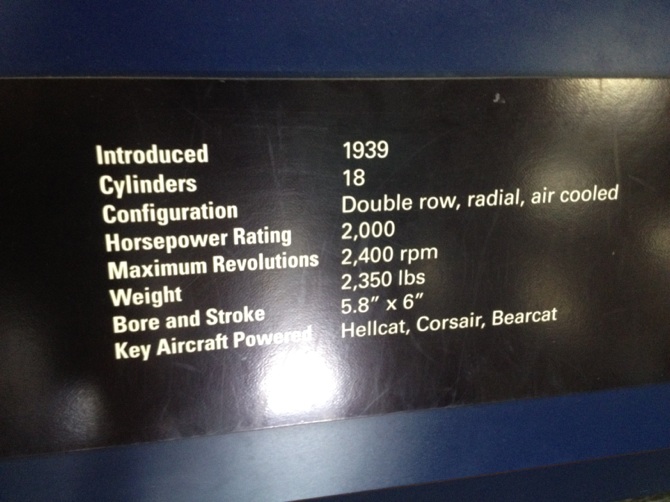 Introduced 1939
Cylinders 18
Configuration Double row, radial, air cooled
Horsepower Rating 2,000
Maximum Revolutions 2,400 rpm
Weight 2,350 lbs
Bore and Stroke 5.8” x 6”
Key Aircraft Powered Hellcat, Corsair, Bearcat